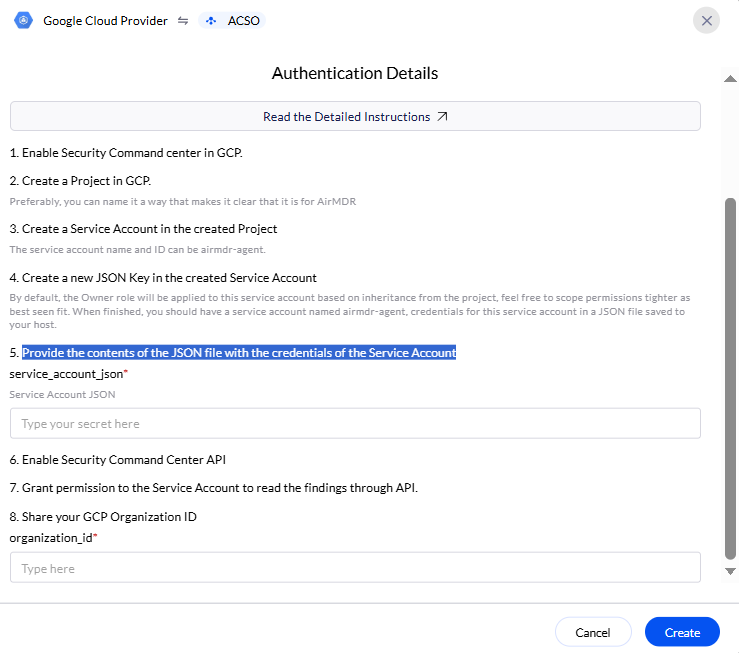 Google Cloud Provider ⇋ ACSO
Authentication Details
Read the Detailed Instructions
1. Enable Security Command center in GCP.
2. Create a Project in GCP.
Preferably, you can name it a way that makes it clear that it is for AirMDR
3. Create a Service Account in the created Project
The service account name and ID can be airmdr-agent.
4. Create a new JSON Key in the created Service Account
By default, the Owner role will be applied to this service account based on inheritance from the project, feel free to scope permissions tighter as
best seen fit. When finished, you should have a service account named airmdr-agent, credentials for this service account in a JSON file saved to
your host.
5. Provide the contents of the JSON file with the credentials of the Service Account
service_account_json*
Service Account JSON
Type your secret here
6. Enable Security Command Center API
7. Grant permission to the Service Account to read the findings through API.
8. Share your GCP Organization ID
organization_id*
Type here
Cancel Create